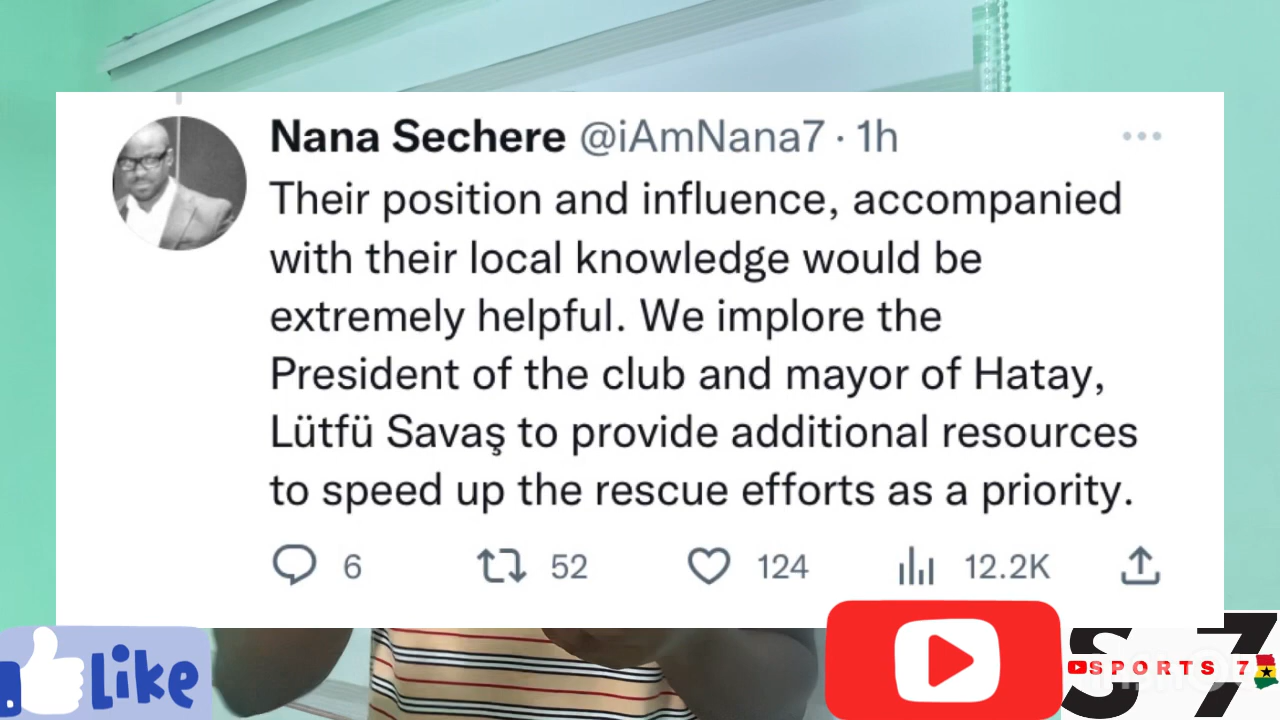 Nana Sechere @iAmNana7 · 1h
Their position and influence, accompanied
with their local knowledge would be
extremely helpful. We implore the
President of the club and mayor of Hatay,
Lütfü Savaş to provide additional resources
to speed up the rescue efforts as a priority.
6 52 124 12.2K
Like
S 7
SPORTS 7